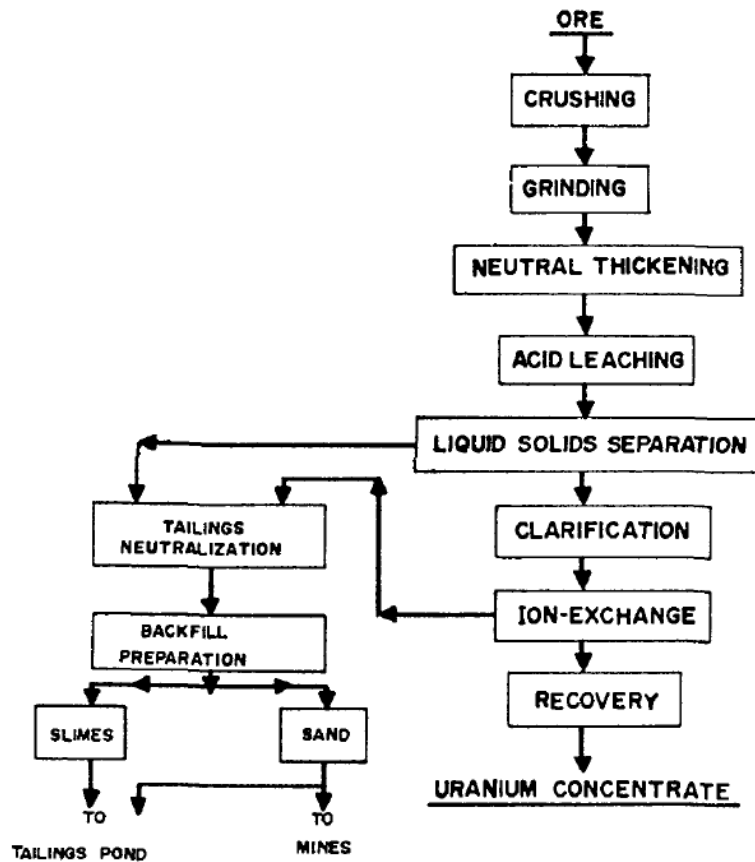 ORE
CRUSHING
GRINDING
NEUTRAL THICKENING
ACID LEACHING
LIQUID SOLIDS SEPARATION
TAILINGS
NEUTRALIZATION
CLARIFICATION
ION-EXCHANGE
BACKFILL
PREPARATION
RECOVERY
SLIMES
SAND
URANIUM CONCENTRATE
TO
TAILINGS POND
TO
MINES